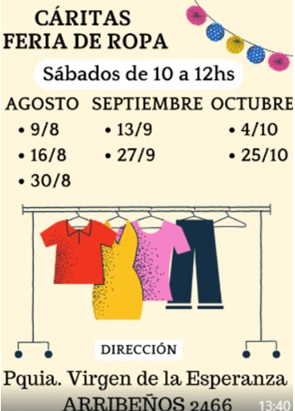 CÁRITAS
FERIA DE ROPA
Sábados de 10 a 12hs
AGOSTO SEPTIEMBRE OCTUBRE
• 9/8 • 13/9 • 4/10
• 16/8 • 27/9 • 25/10
• 30/8
DIRECCIÓN
Pquia. Virgen de la Esperanza
ARRIBEÑOS 2466
13:40